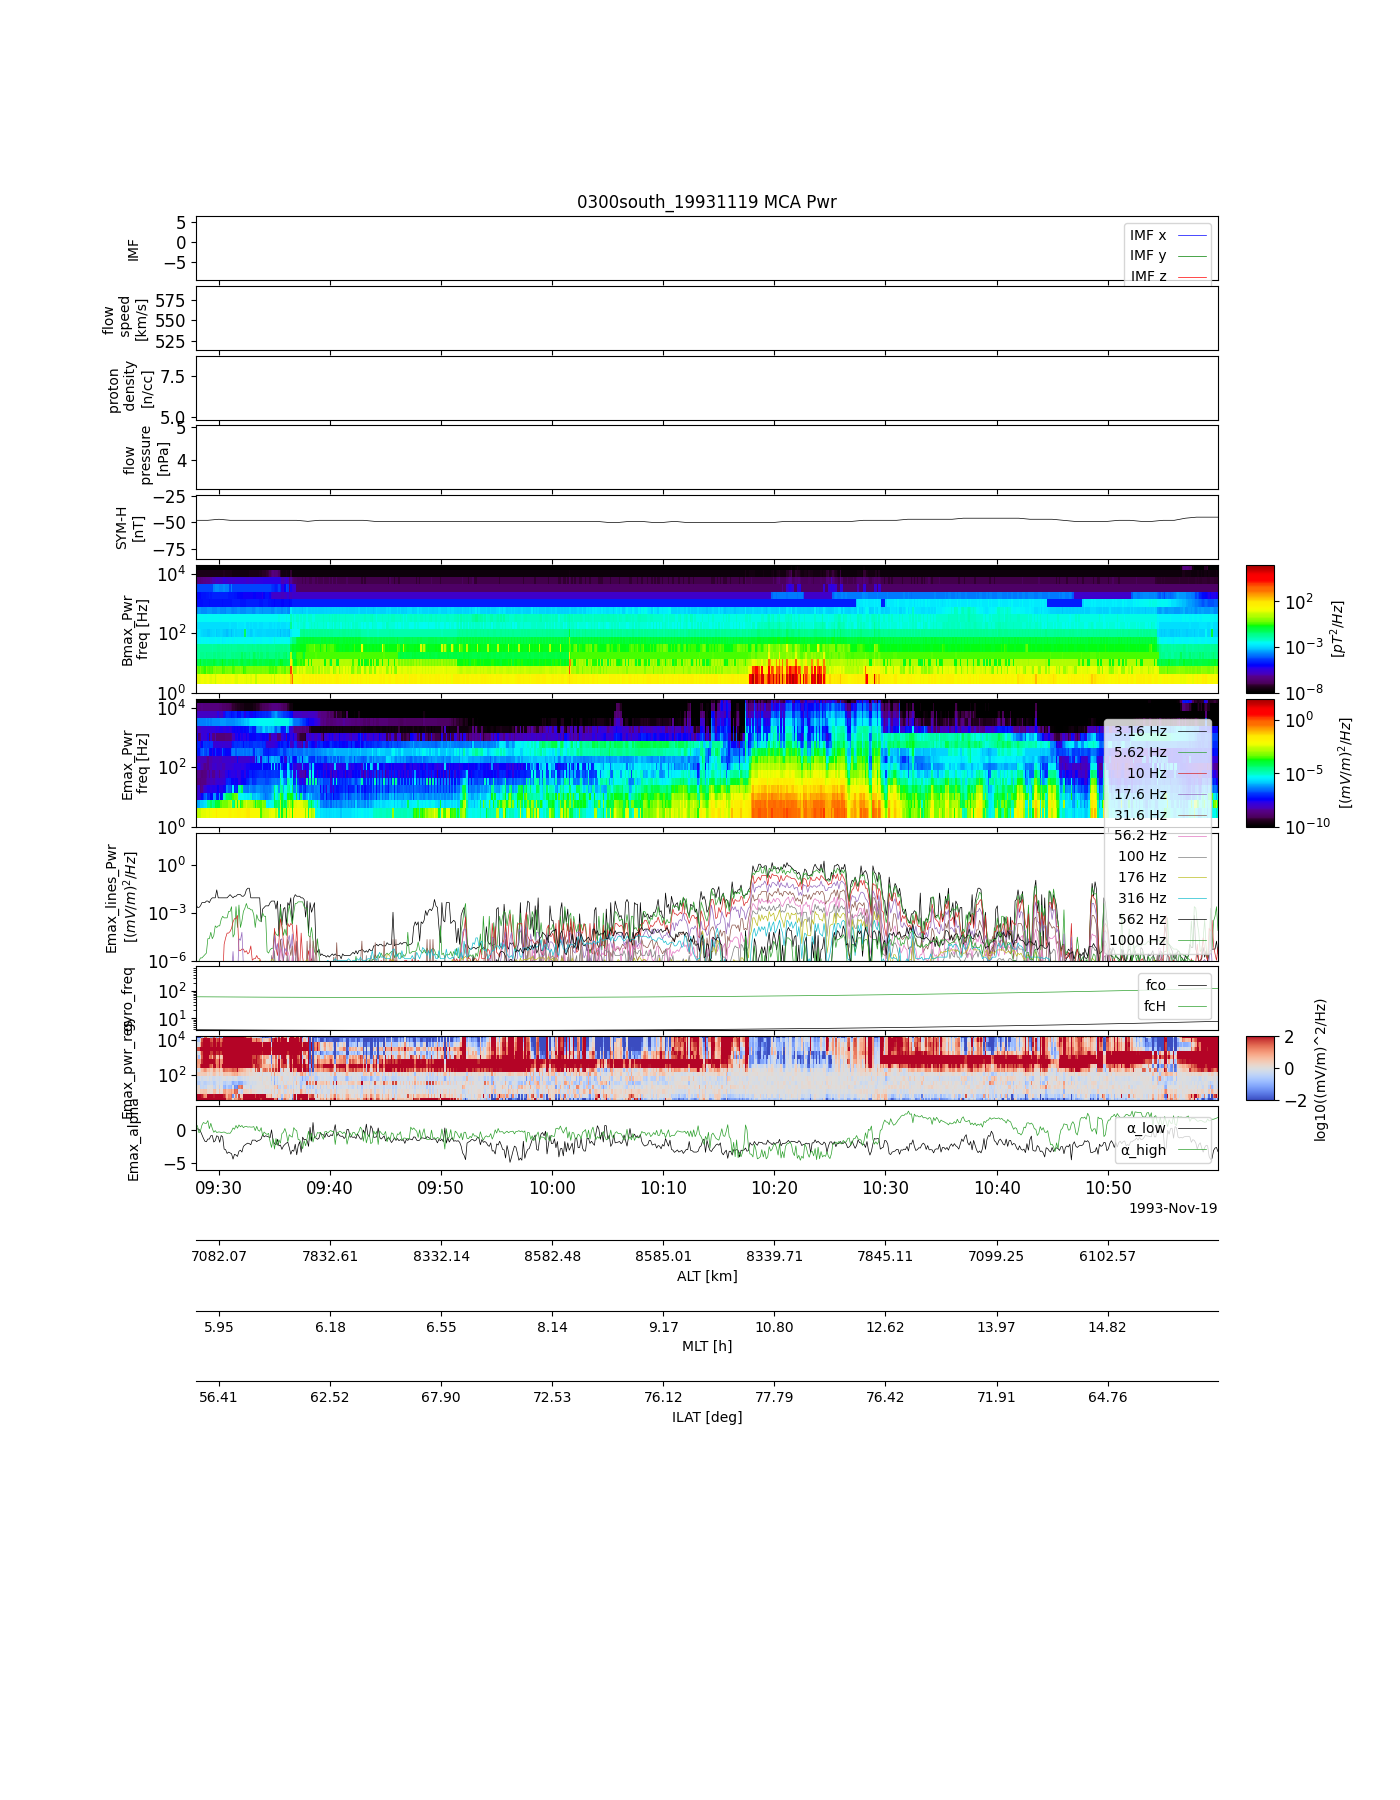 0300south_19931119 MCA Pwr
IMF
5
0
−5
IMF x
IMF y
IMF z
flow
speed
[km/s]
575
550
525
proton
density
[n/cc]
7.5
5.0
flow
pressure
[nPa]
5
4
SYM-H
[nT]
−25
−50
−75
Bmax_Pwr
freq [Hz]
10^4
10^2
10^0
10^2
10^−3
10^−8
[pT^2/Hz]
Emax_Pwr
freq [Hz]
10^4
10^2
10^0
10^0
10^−5
10^−10
[(mV/m)^2/Hz]
3.16 Hz
5.62 Hz
10 Hz
17.6 Hz
31.6 Hz
56.2 Hz
100 Hz
176 Hz
316 Hz
562 Hz
1000 Hz
Emax_lines_Pwr
[(mV/m)^2/Hz]
10^0
10^−3
10^−6
gyro_freq
10^2
10^1
fco
fcH
Emax_pwr_reg
10^4
10^2
2
0
−2
log10((mV/m)^2/Hz)
Emax_alpha
0
−5
α_low
α_high
09:30 09:40 09:50 10:00 10:10 10:20 10:30 10:40 10:50
1993-Nov-19
7082.07 7832.61 8332.14 8582.48 8585.01 8339.71 7845.11 7099.25 6102.57
ALT [km]
5.95 6.18 6.55 8.14 9.17 10.80 12.62 13.97 14.82
MLT [h]
56.41 62.52 67.90 72.53 76.12 77.79 76.42 71.91 64.76
ILAT [deg]